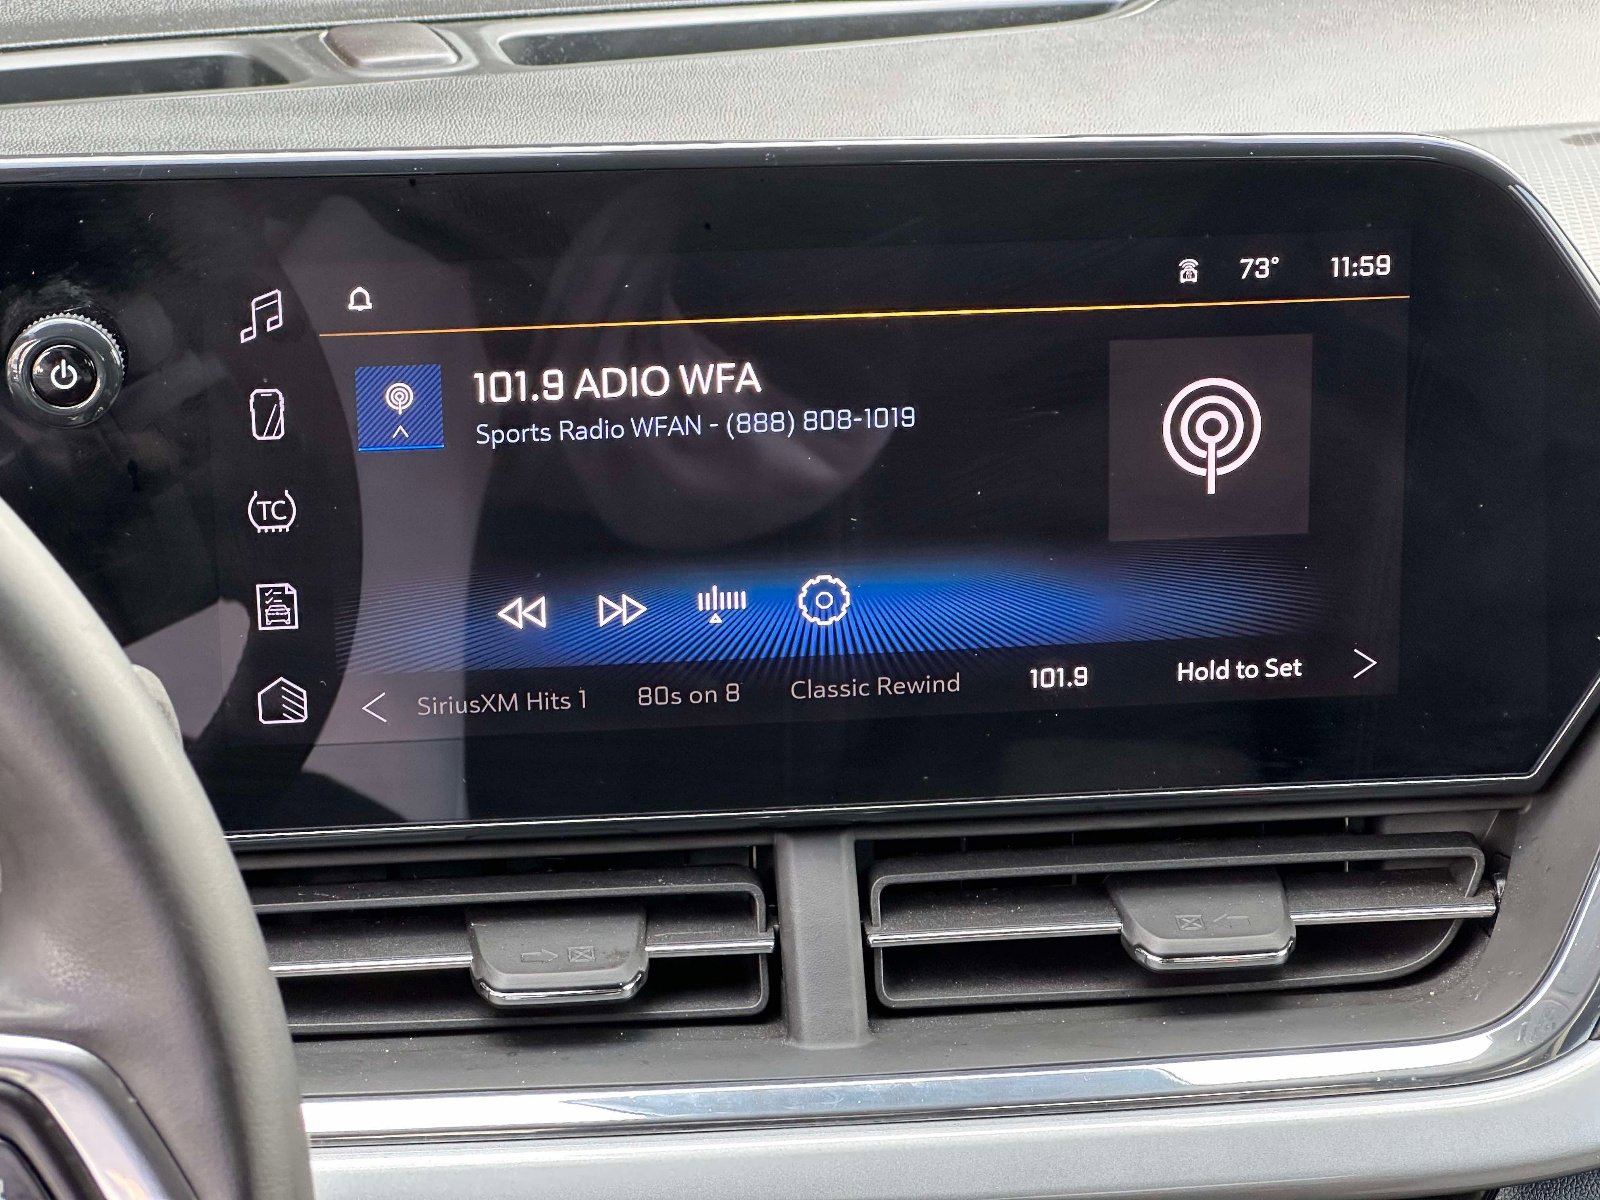 73° 11:59
101.9 ADIO WFA
Sports Radio WFAN - (888) 808-1019
TC
SiriusXM Hits 1 80s on 8 Classic Rewind 101.9 Hold to Set